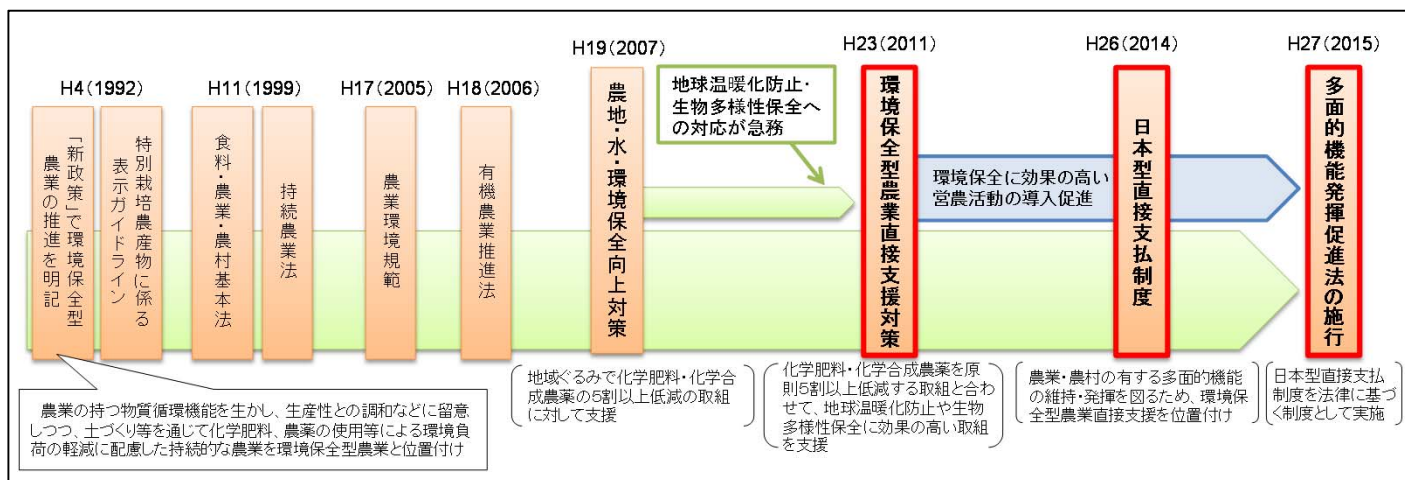 H4(1992)
「新政策」で環境保全型
農業の推進を明記
特別栽培農産物に係る
表示ガイドライン
H11(1999)
食料・農業・農村基本法
持続農業法
H17(2005)
農業環境規範
H18(2006)
有機農業推進法
H19(2007)
農地・水・環境保全向上対策
地球温暖化防止・
生物多様性保全へ
の対応が急務
H23(2011)
環境保全型農業直接支援対策
環境保全に効果の高い
営農活動の導入促進
H26(2014)
日本型直接支払制度
H27(2015)
多面的機能発揮促進法の施行
農業の持つ物質循環機能を生かし、生産性との調和などに留意
しつつ、土づくり等を通じて化学肥料、農薬の使用等による環境負
荷の軽減に配慮した持続的な農業を環境保全型農業と位置付け
地域ぐるみで化学肥料・化学合
成農薬の5割以上低減の取組
に対して支援
化学肥料・化学合成農薬を原
則5割以上低減する取組と合わ
せて、地球温暖化防止や生物
多様性保全に効果の高い取組
を支援
農業・農村の有する多面的機能
の維持・発揮を図るため、環境保
全型農業直接支援を位置付け
日本型直接支払
制度を法律に基づ
く制度として実施